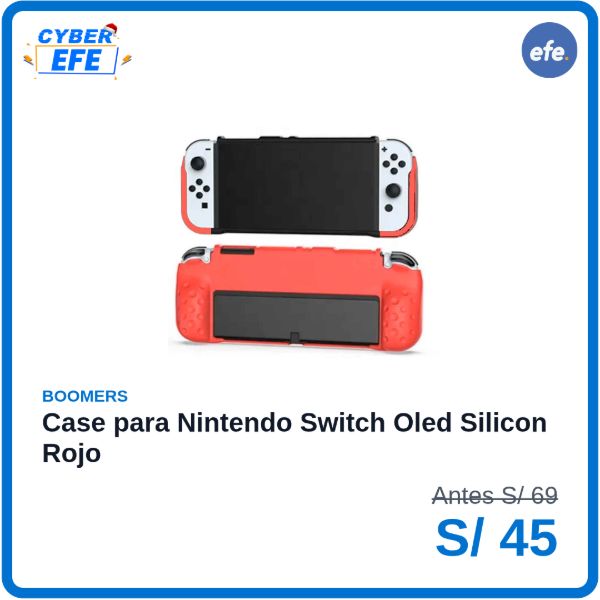 CYBER
EFE
efe.
BOOMERS
Case para Nintendo Switch Oled Silicon
Rojo
Antes S/ 69
S/ 45